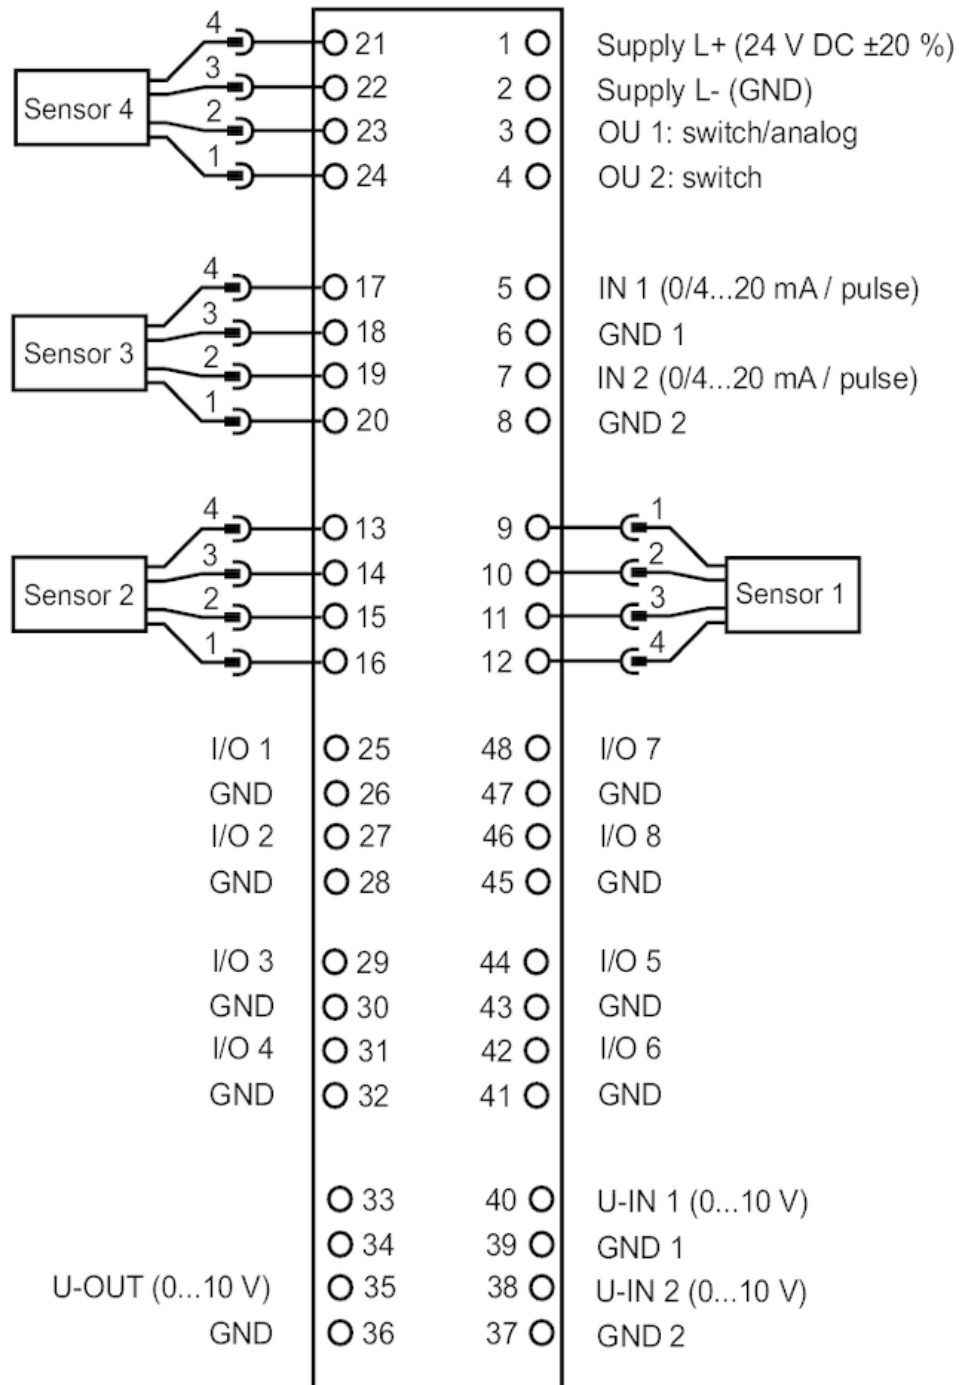 4 21 1 Supply L+ (24 V DC ±20 %)
Sensor 4 3 22 2 Supply L- (GND)
2 23 3 OU 1: switch/analog
1 24 4 OU 2: switch
4 17 5 IN 1 (0/4...20 mA / pulse)
Sensor 3 3 18 6 GND 1
2 19 7 IN 2 (0/4...20 mA / pulse)
1 20 8 GND 2
4 13 9 1
Sensor 2 3 14 10 2 Sensor 1
2 15 11 3
1 16 12 4
I/O 1 25 48 I/O 7
GND 26 47 GND
I/O 2 27 46 I/O 8
GND 28 45 GND
I/O 3 29 44 I/O 5
GND 30 43 GND
I/O 4 31 42 I/O 6
GND 32 41 GND
33 40 U-IN 1 (0...10 V)
34 39 GND 1
U-OUT (0...10 V) 35 38 U-IN 2 (0...10 V)
GND 36 37 GND 2